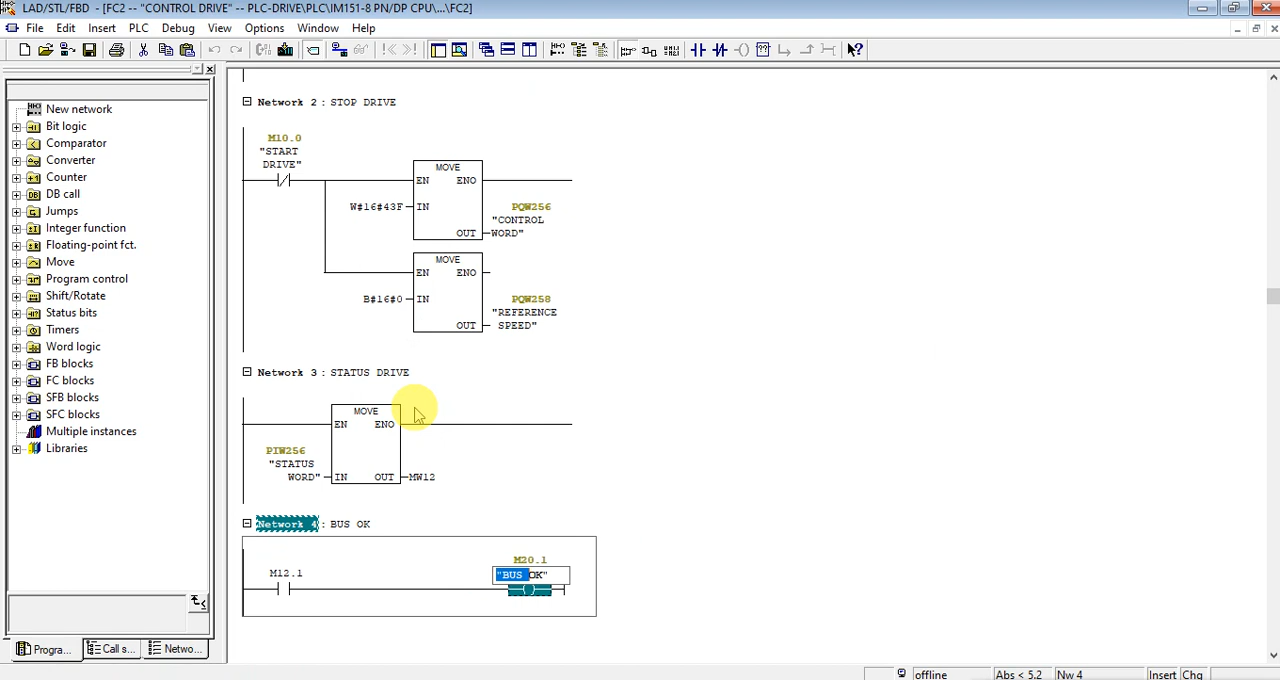 LAD/STL/FBD - [FC2 -- "CONTROL DRIVE" -- PLC-DRIVE\PLC\IM151-8 PN/DP CPU\...\FC2]
File Edit Insert PLC Debug View Options Window Help
New network
Bit logic
Comparator
Converter
Counter
DB call
Jumps
Integer function
Floating-point fct.
Move
Program control
Shift/Rotate
Status bits
Timers
Word logic
FB blocks
FC blocks
SFB blocks
SFC blocks
Multiple instances
Libraries
Progra... Call s... Netwo...
Network 2 : STOP DRIVE
M10.0
"START
DRIVE"
MOVE
EN ENO
W#16#43F IN
PQW256
"CONTROL
OUT WORD"
MOVE
EN ENO
B#16#0 IN
PQW258
"REFERENCE
OUT SPEED"
Network 3 : STATUS DRIVE
MOVE
EN ENO
PIW256
"STATUS
WORD" IN OUT MW12
Network 4 : BUS OK
M20.1
M12.1 "BUS OK"
offline Abs < 5.2 Nw 4 Insert Chg